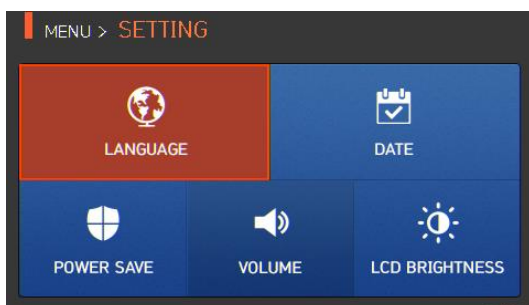 MENU > SETTING
LANGUAGE
DATE
POWER SAVE
VOLUME
LCD BRIGHTNESS